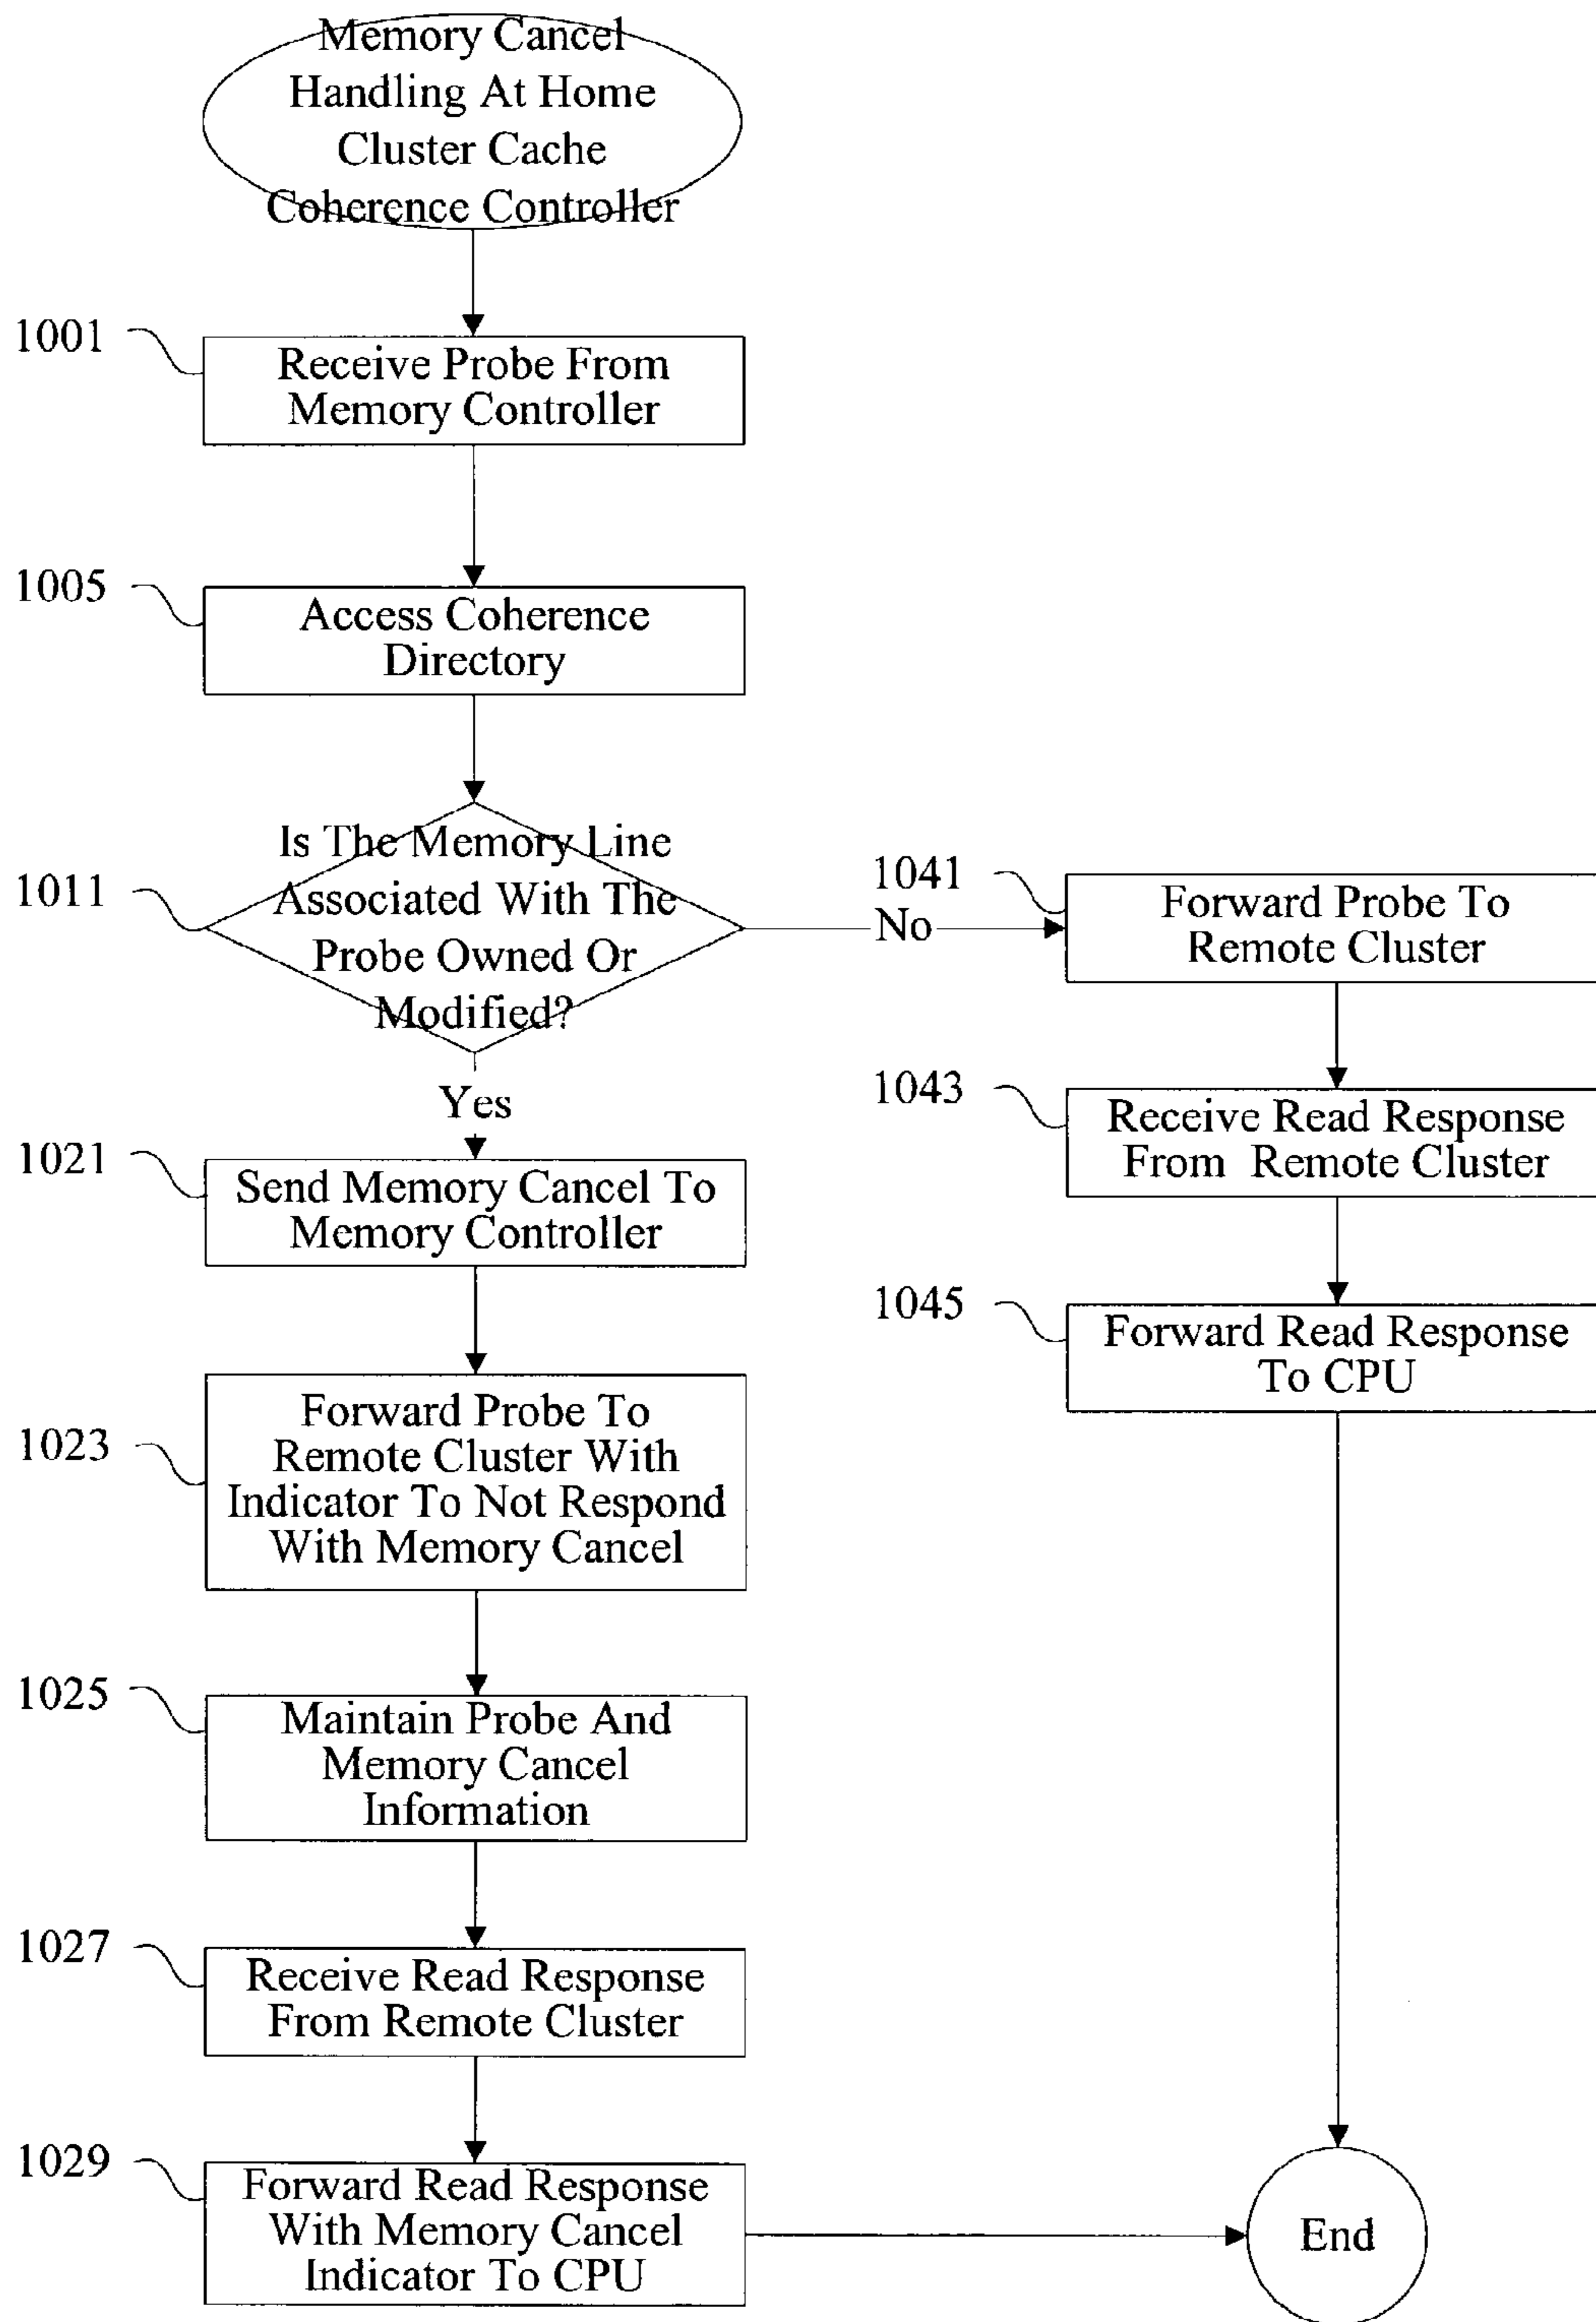 Memory Cancel
Handling At Home
Cluster Cache
Coherence Controller
1001
Receive Probe From
Memory Controller
1005
Access Coherence
Directory
1011
Is The Memory Line
Associated With The
Probe Owned Or
Modified?
No
Yes
1021
Send Memory Cancel To
Memory Controller
1023
Forward Probe To
Remote Cluster With
Indicator To Not Respond
With Memory Cancel
1025
Maintain Probe And
Memory Cancel
Information
1027
Receive Read Response
From Remote Cluster
1029
Forward Read Response
With Memory Cancel
Indicator To CPU
1041
Forward Probe To
Remote Cluster
1043
Receive Read Response
From Remote Cluster
1045
Forward Read Response
To CPU
End